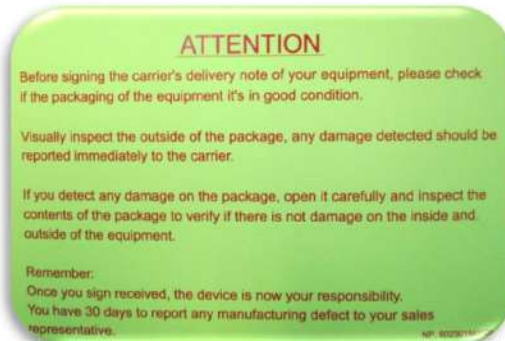 ATTENTION
Before signing the carrier's delivery note of your equipment, please check
if the packaging of the equipment it's in good condition.
Visually inspect the outside of the package, any damage detected should be
reported immediately to the carrier.
If you detect any damage on the package, open it carefully and inspect the
contents of the package to verify if there is not damage on the inside and
outside of the equipment.
Remember:
Once you sign received, the device is now your responsibility.
You have 30 days to report any manufacturing defect to your sales
representative.
NP.